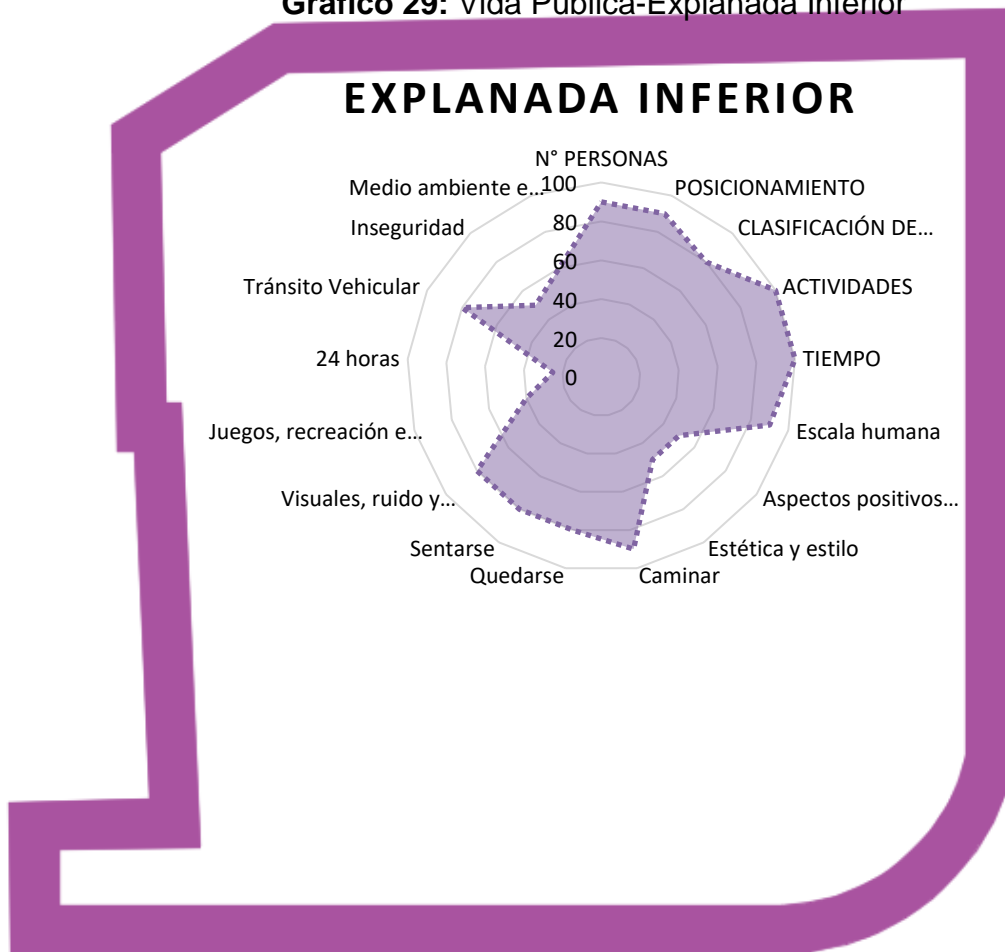 Gráfico 29: Vida Pública-Explanada Inferior
EXPLANADA INFERIOR
N° PERSONAS
POSICIONAMIENTO
CLASIFICACIÓN DE...
ACTIVIDADES
TIEMPO
Escala humana
Aspectos positivos...
Estética y estilo
Caminar
Quedarse
Sentarse
Visuales, ruido y...
Juegos, recreación e...
24 horas
Tránsito Vehicular
Inseguridad
Medio ambiente e...
100
80
60
40
20
0